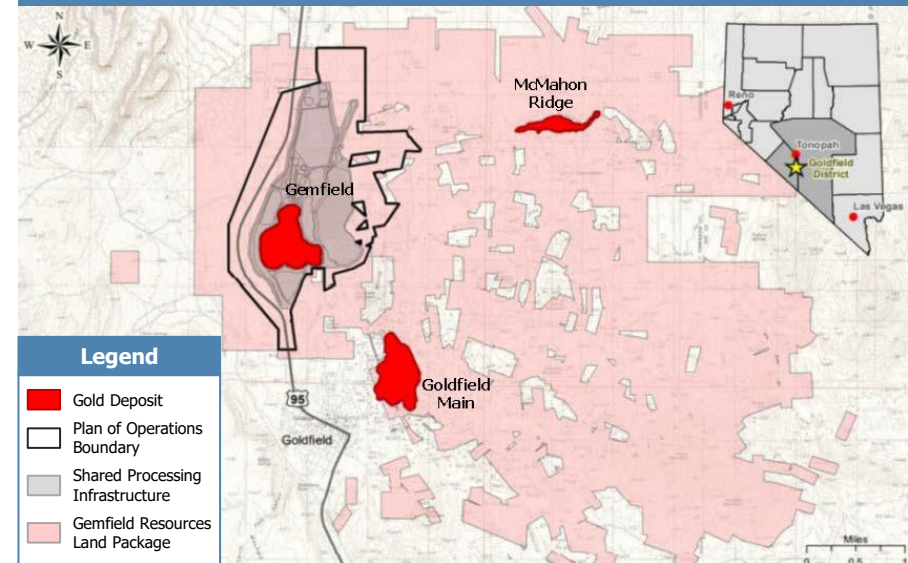 N
W
E
S
McMahon
Ridge
Reno
Tonopah
Goldfield
District
Las Vegas
Gemfield
Goldfield
Main
95
Goldfield
Legend
Gold Deposit
Plan of Operations
Boundary
Shared Processing
Infrastructure
Gemfield Resources
Land Package
Miles
0 0.5 1